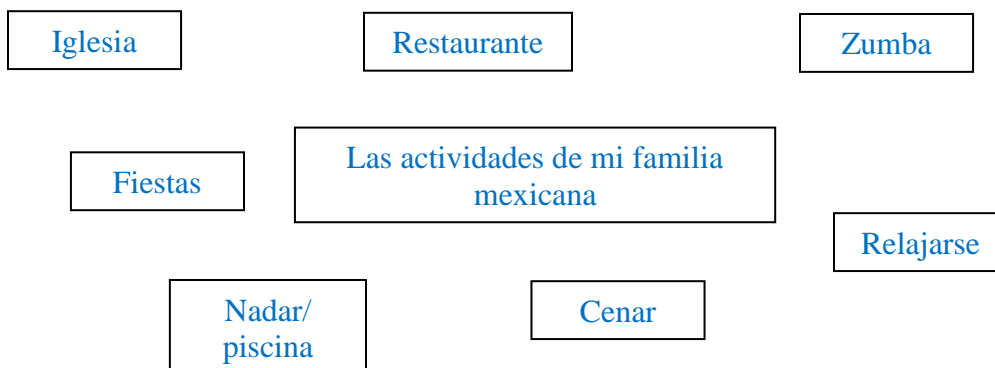 Iglesia
Restaurante
Zumba
Las actividades de mi familia
mexicana
Fiestas
Relajarse
Nadar/
piscina
Cenar